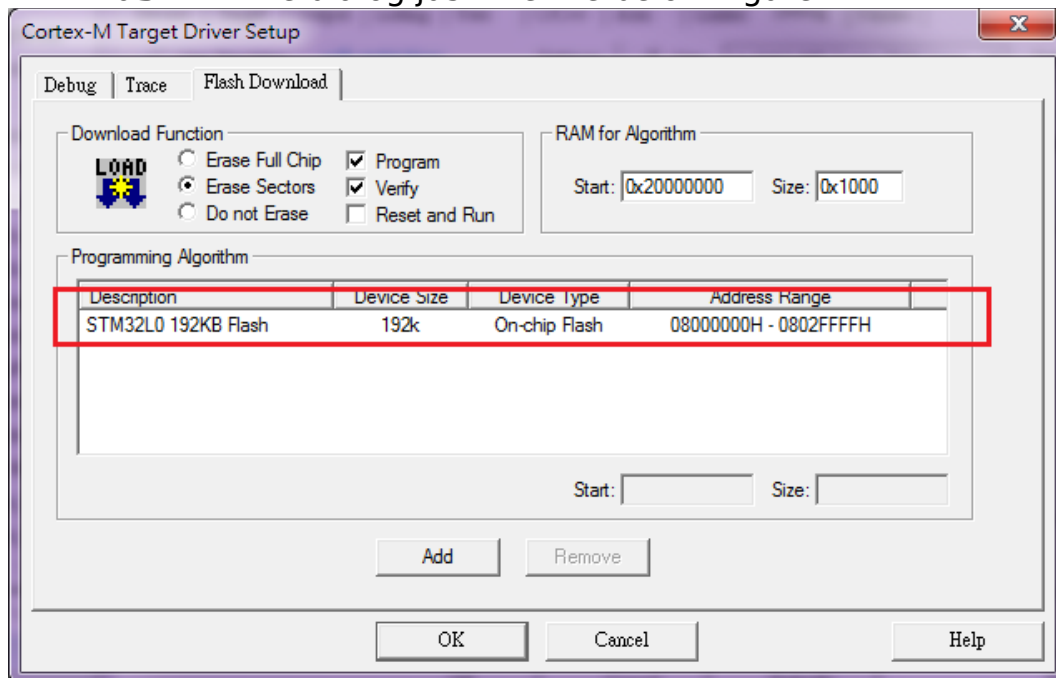 Cortex-M Target Driver Setup
Debug Trace Flash Download
Download Function
LOAD
Erase Full Chip
Erase Sectors
Do not Erase
Program
Verify
Reset and Run
RAM for Algorithm
Start: 0x20000000 Size: 0x1000
Programming Algorithm
Description Device Size Device Type Address Range
STM32L0 192KB Flash 192k On-chip Flash 08000000H - 0802FFFFH
Start: Size:
Add Remove
OK Cancel Help